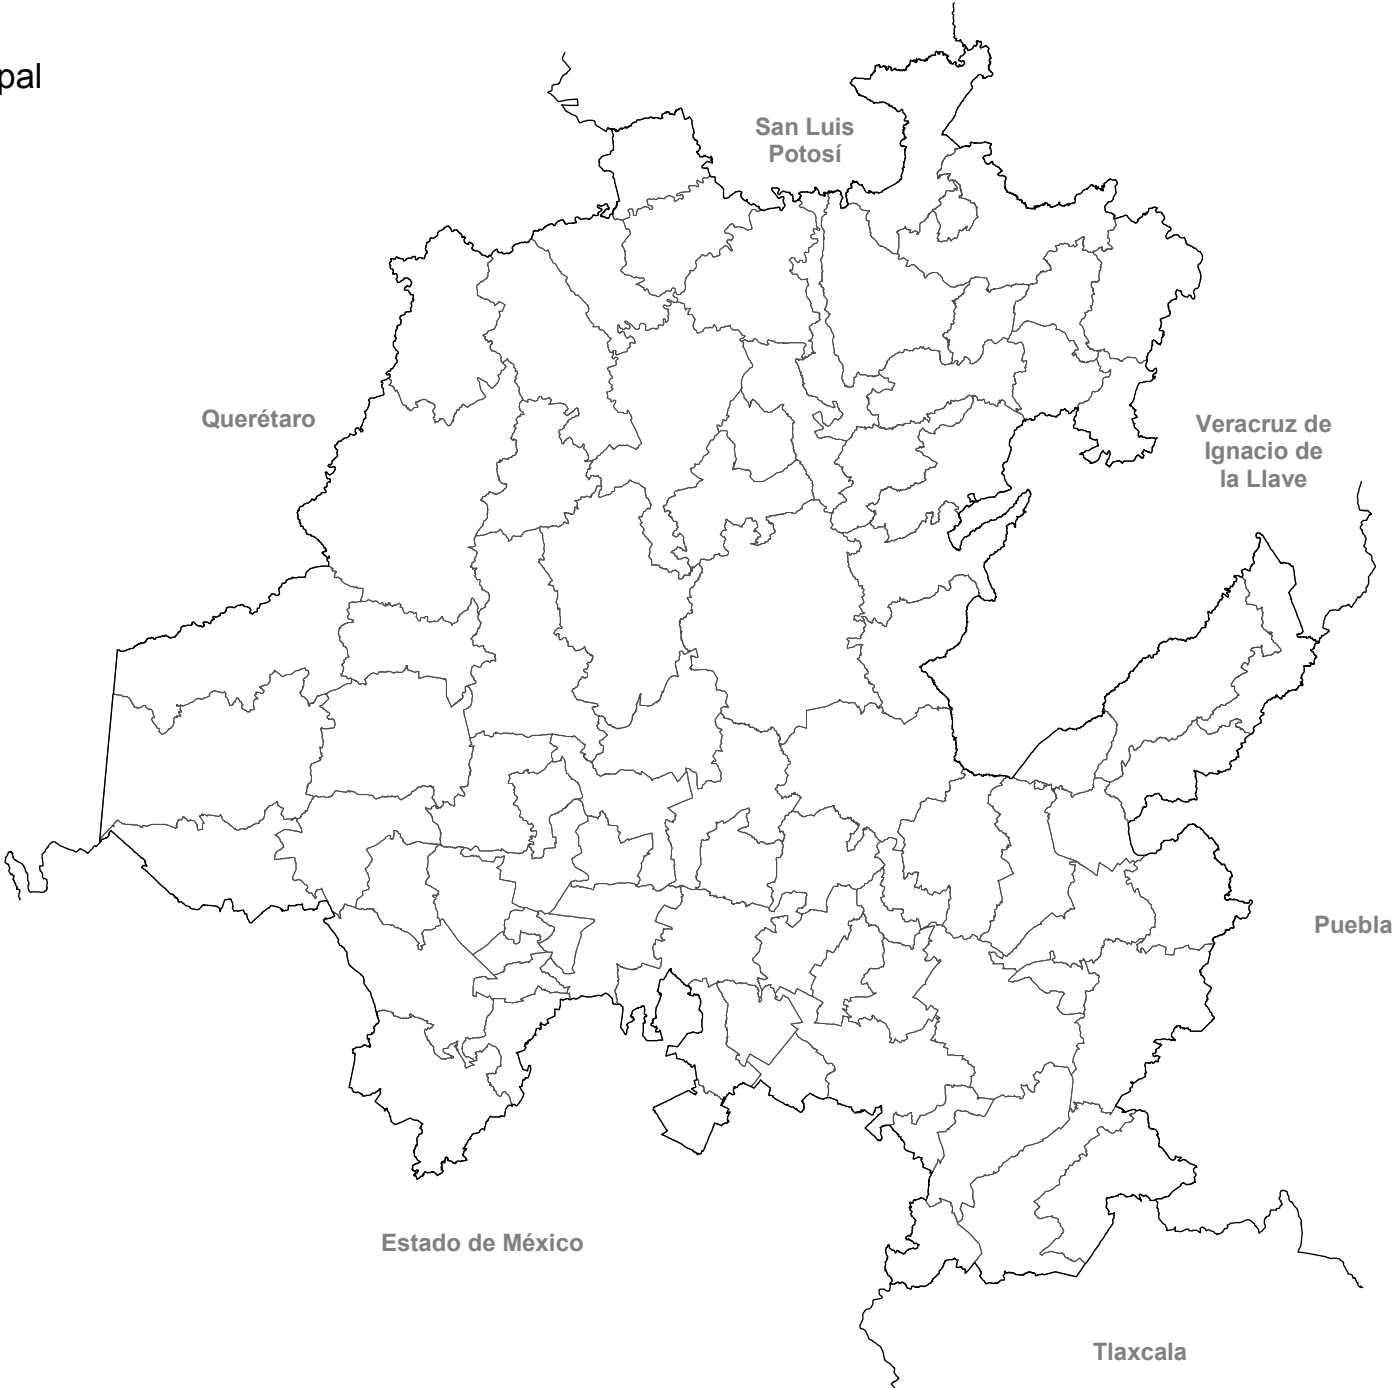 pal
San Luis
Potosí
Querétaro
Veracruz de
Ignacio de
la Llave
Puebla
Estado de México
Tlaxcala